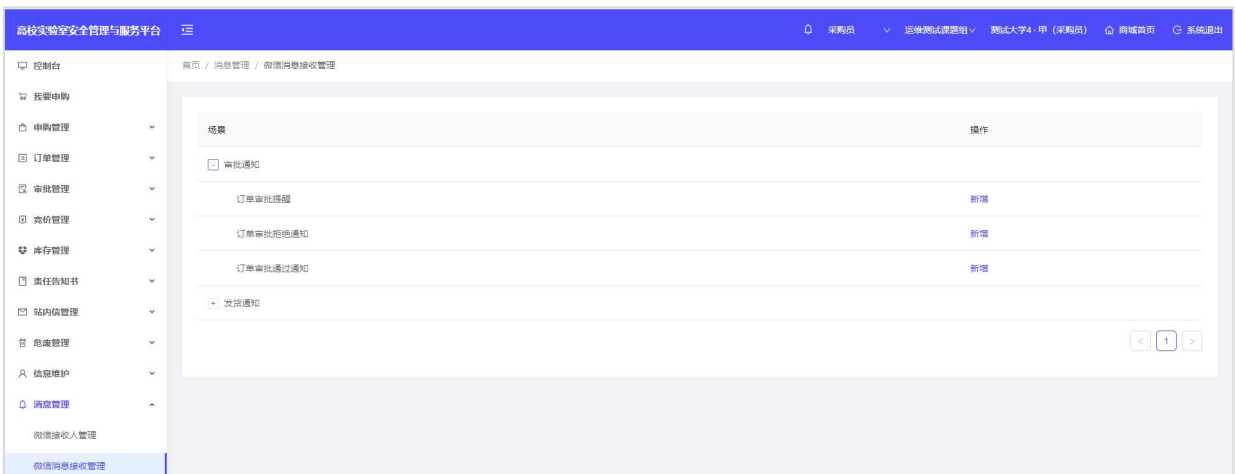 高校实验室安全管理与服务平台 采购员 运维测试课题组 测试大学4 - 甲（采购员） 商城首页 系统退出
控制台
首页 / 消息管理 / 微信消息接收管理
我要申购
申购管理
订单管理
审批管理
竞价管理
库存管理
责任告知书
站内信管理
危废管理
信息维护
消息管理
微信接收人管理
微信消息接收管理
场景 操作
- 审批通知
订单审批提醒 新增
订单审批拒绝通知 新增
订单审批通过通知 新增
+ 发货通知
< 1 >